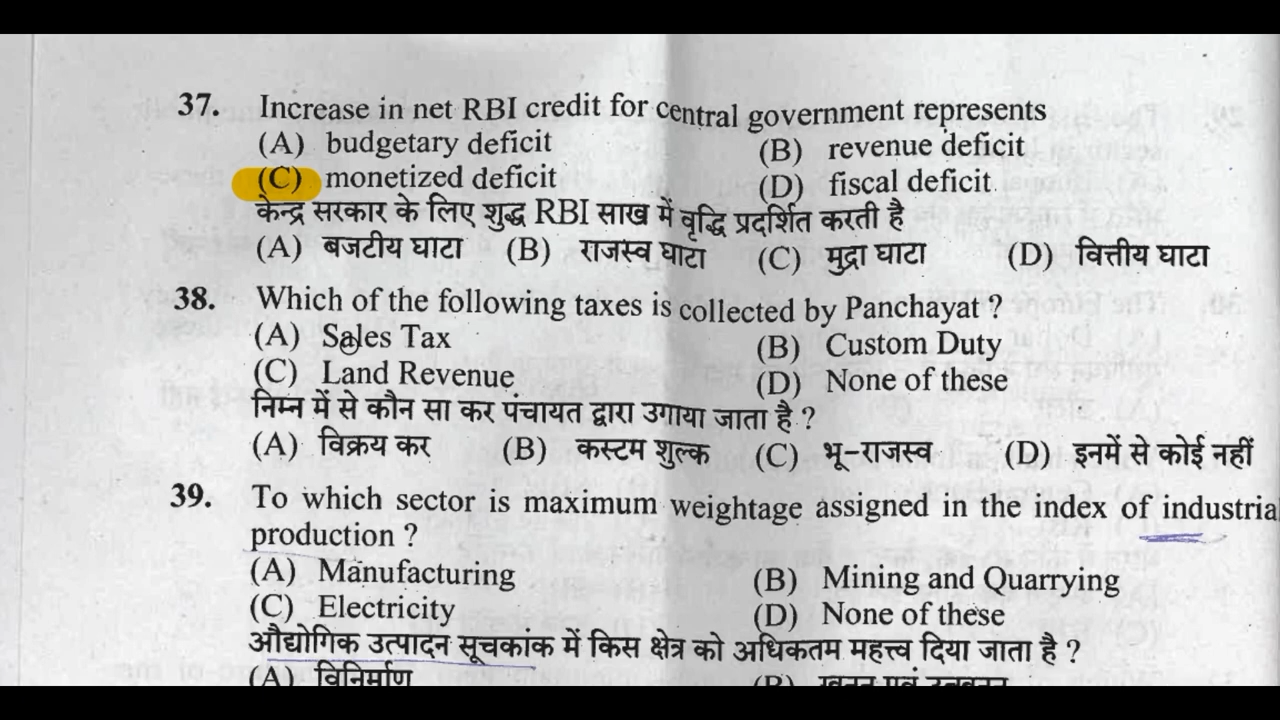 37. Increase in net RBI credit for central government represents
(A) budgetary deficit (B) revenue deficit
(C) monetized deficit (D) fiscal deficit
केन्द्र सरकार के लिए शुद्ध RBI साख में वृद्धि प्रदर्शित करती है
(A) बजटीय घाटा (B) राजस्व घाटा (C) मुद्रा घाटा (D) वित्तीय घाटा
38. Which of the following taxes is collected by Panchayat ?
(A) Sales Tax (B) Custom Duty
(C) Land Revenue (D) None of these
निम्न में से कौन सा कर पंचायत द्वारा उगाया जाता है ?
(A) विक्रय कर (B) कस्टम शुल्क (C) भू-राजस्व (D) इनमें से कोई नहीं
39. To which sector is maximum weightage assigned in the index of industria
production ?
(A) Manufacturing (B) Mining and Quarrying
(C) Electricity (D) None of these
औद्योगिक उत्पादन सूचकांक में किस क्षेत्र को अधिकतम महत्त्व दिया जाता है ?
(A) विनिर्माण (B)